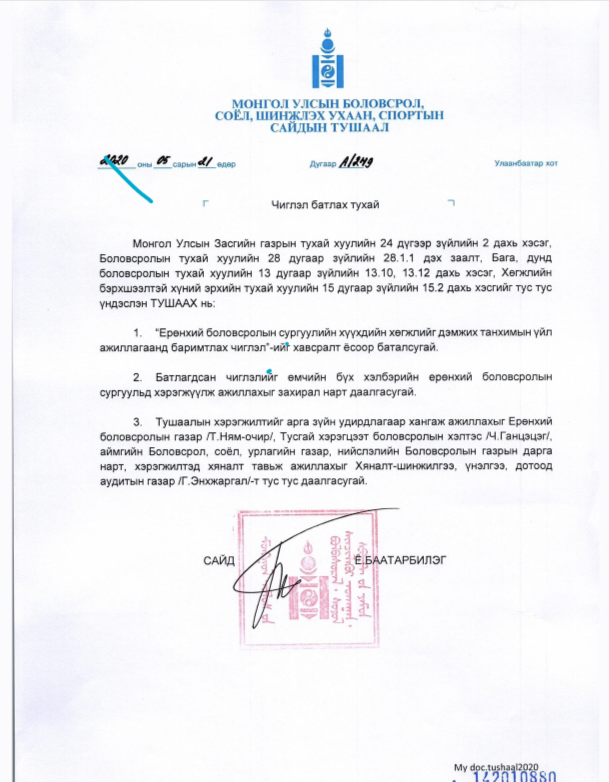 МОНГОЛ УЛСЫН БОЛОВСРОЛ,
СОЁЛ, ШИНЖЛЭХ УХААН, СПОРТЫН
САЙДЫН ТУШААЛ
2020 оны 05 сарын 21 өдөр Дугаар А/249 Улаанбаатар хот
Чиглэл батлах тухай
Монгол Улсын Засгийн газрын тухай хуулийн 24 дүгээр зүйлийн 2 дахь хэсэг,
Боловсролын тухай хуулийн 28 дугаар зүйлийн 28.1.1 дэх заалт, Бага, дунд
боловсролын тухай хуулийн 13 дугаар зүйлийн 13.10, 13.12 дахь хэсэг, Хөгжлийн
бэрхшээлтэй хүний эрхийн тухай хуулийн 15 дугаар зүйлийн 15.2 дахь хэсгийг тус тус
үндэслэн ТУШААХ нь:
1. “Ерөнхий боловсролын сургуулийн хүүхдийн хөгжлийг дэмжих танхимын үйл
ажиллагаанд баримтлах чиглэл”-ийг хавсралт ёсоор баталсугай.
2. Батлагдсан чиглэлийг өмчийн бүх хэлбэрийн ерөнхий боловсролын
сургуульд хэрэгжүүлж ажиллахыг захирал нарт даалгасугай.
3. Тушаалын хэрэгжилтийг арга зүйн удирдлагаар хангаж ажиллахыг Ерөнхий
боловсролын газар /Т.Ням-очир/, Тусгай хэрэгцээт боловсролын хэлтэс /Ч.Ганцэцэг/,
аймгийн Боловсрол, соёл, урлагийн газар, нийслэлийн Боловсролын газрын дарга
нарт, хэрэгжилтэд хяналт тавьж ажиллахыг Хяналт-шинжилгээ, үнэлгээ, дотоод
аудитын газар /Г.Энхжаргал/-т тус тус даалгасугай.
САЙД Ё.БААТАРБИЛЭГ
My doc.tushaal2020
142010880